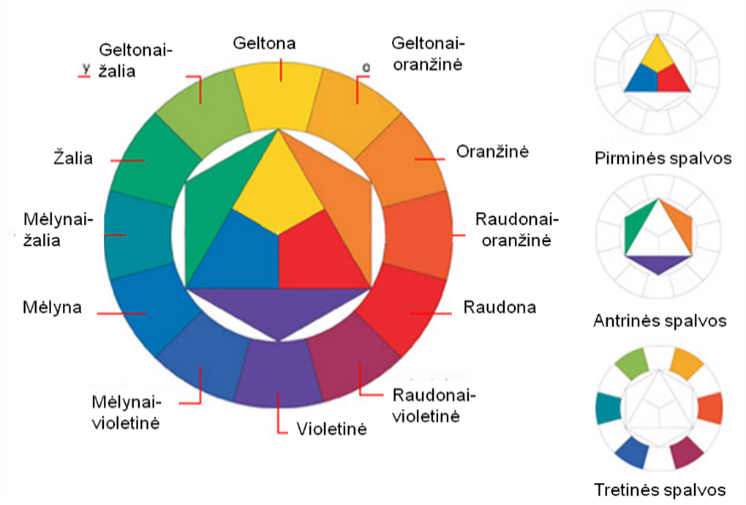 Geltona
Geltonai-
oranžinė
Oranžinė
Raudonai-
oranžinė
Raudona
Raudonai-
violetinė
Violetinė
Mėlynai-
violetinė
Mėlyna
Mėlynai-
žalia
Žalia
Geltonai-
žalia
y
o
Pirminės spalvos
Antrinės spalvos
Tretinės spalvos